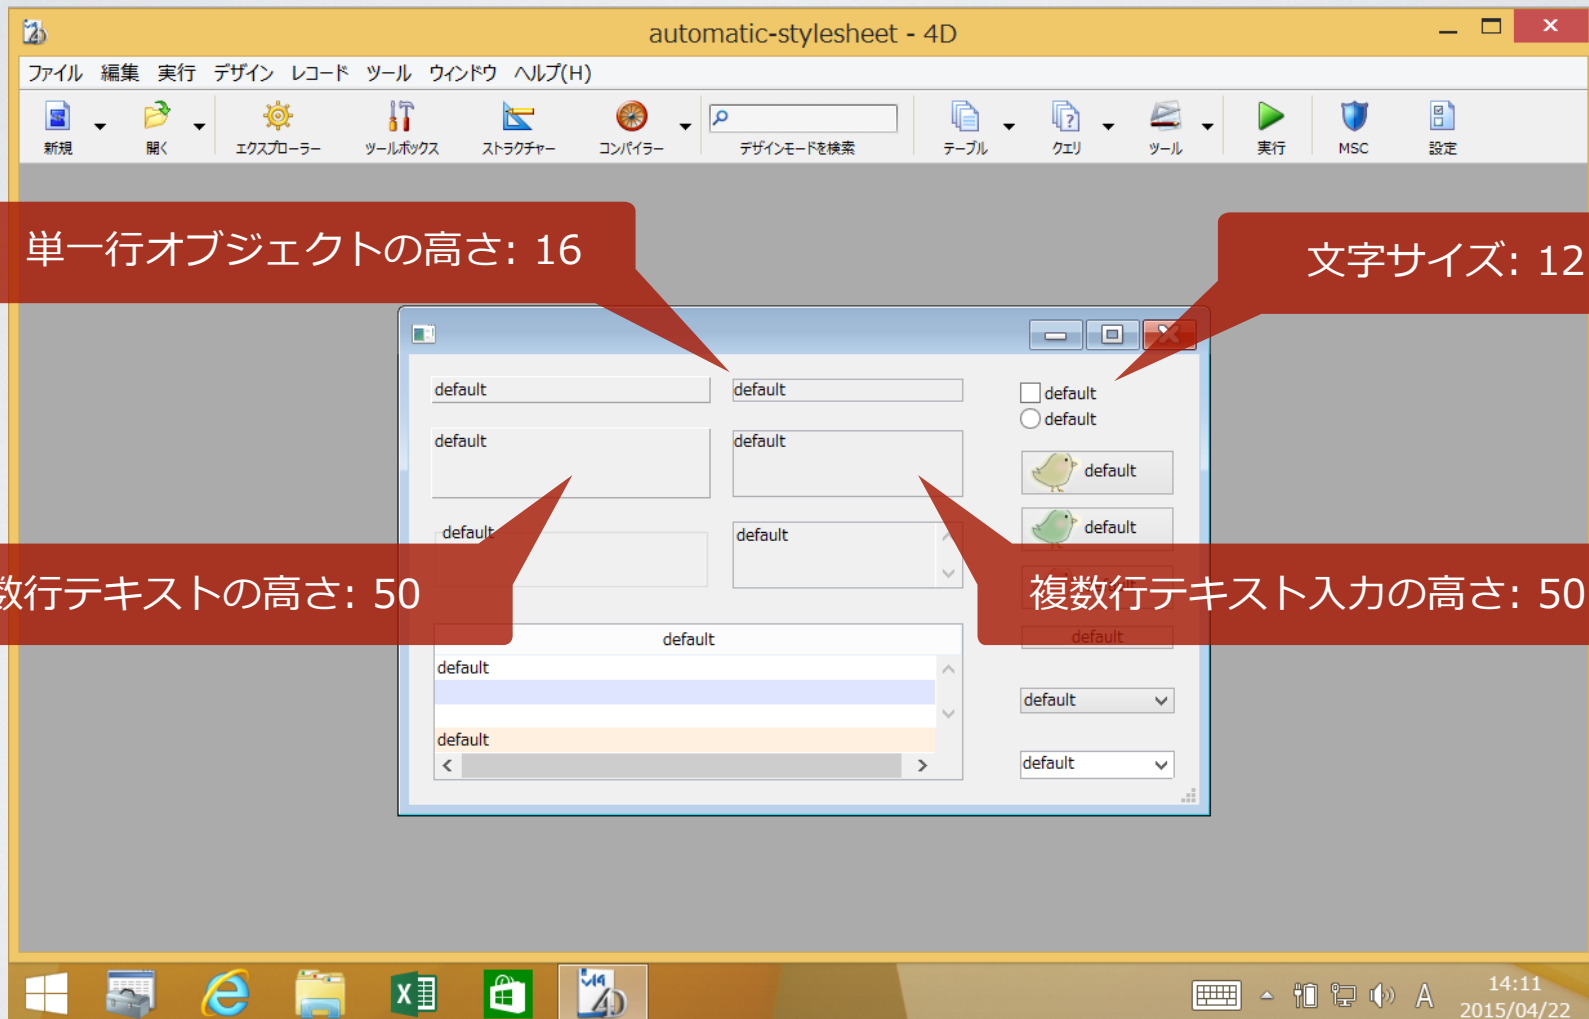 automatic-stylesheet - 4D
ファイル 編集 実行 デザイン レコード ツール ウィンドウ ヘルプ(H)
新規 開く エクスプローラー ツールボックス ストラクチャー コンパイラー デザインモードを検索 テーブル クエリ ツール 実行 MSC 設定
単一行オブジェクトの高さ: 16
文字サイズ: 12
default default default
default
default default
default
default
default default
数行テキストの高さ: 50
複数行テキスト入力の高さ: 50
default default
default
default
default
default
14:11
A
2015/04/22